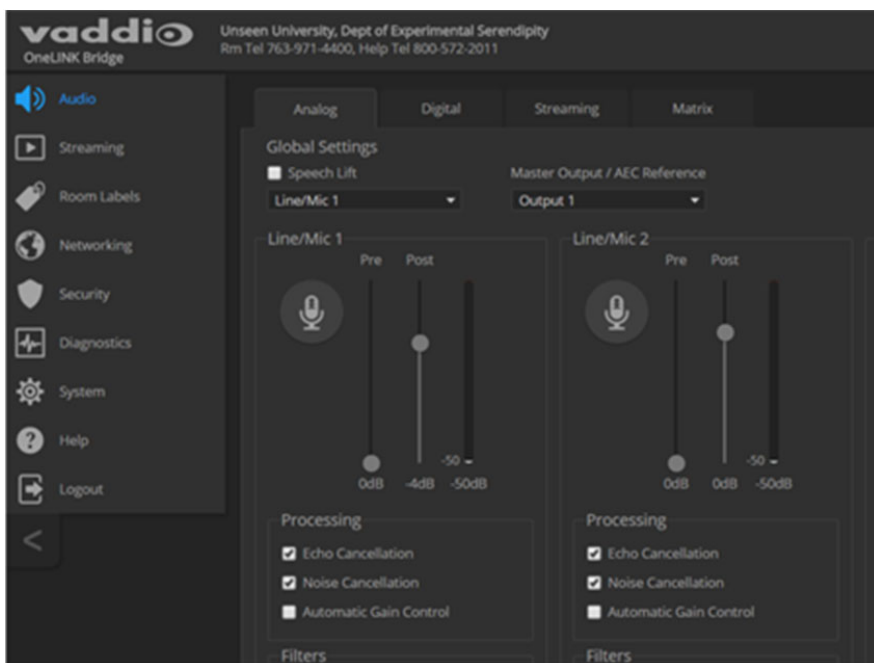 vaddio
OneLINK Bridge
Unseen University, Dept of Experimental Serendipity
Rm Tel 763-971-4400, Help Tel 800-572-2011
Audio
Streaming
Room Labels
Networking
Security
Diagnostics
System
Help
Logout
<
Analog Digital Streaming Matrix
Global Settings
Speech Lift Master Output / AEC Reference
Line/Mic 1 Output 1
Line/Mic 1
Pre Post
-50
0dB -4dB -50dB
Processing
Echo Cancellation
Noise Cancellation
Automatic Gain Control
Filters
Line/Mic 2
Pre Post
-50
0dB 0dB -50dB
Processing
Echo Cancellation
Noise Cancellation
Automatic Gain Control
Filters